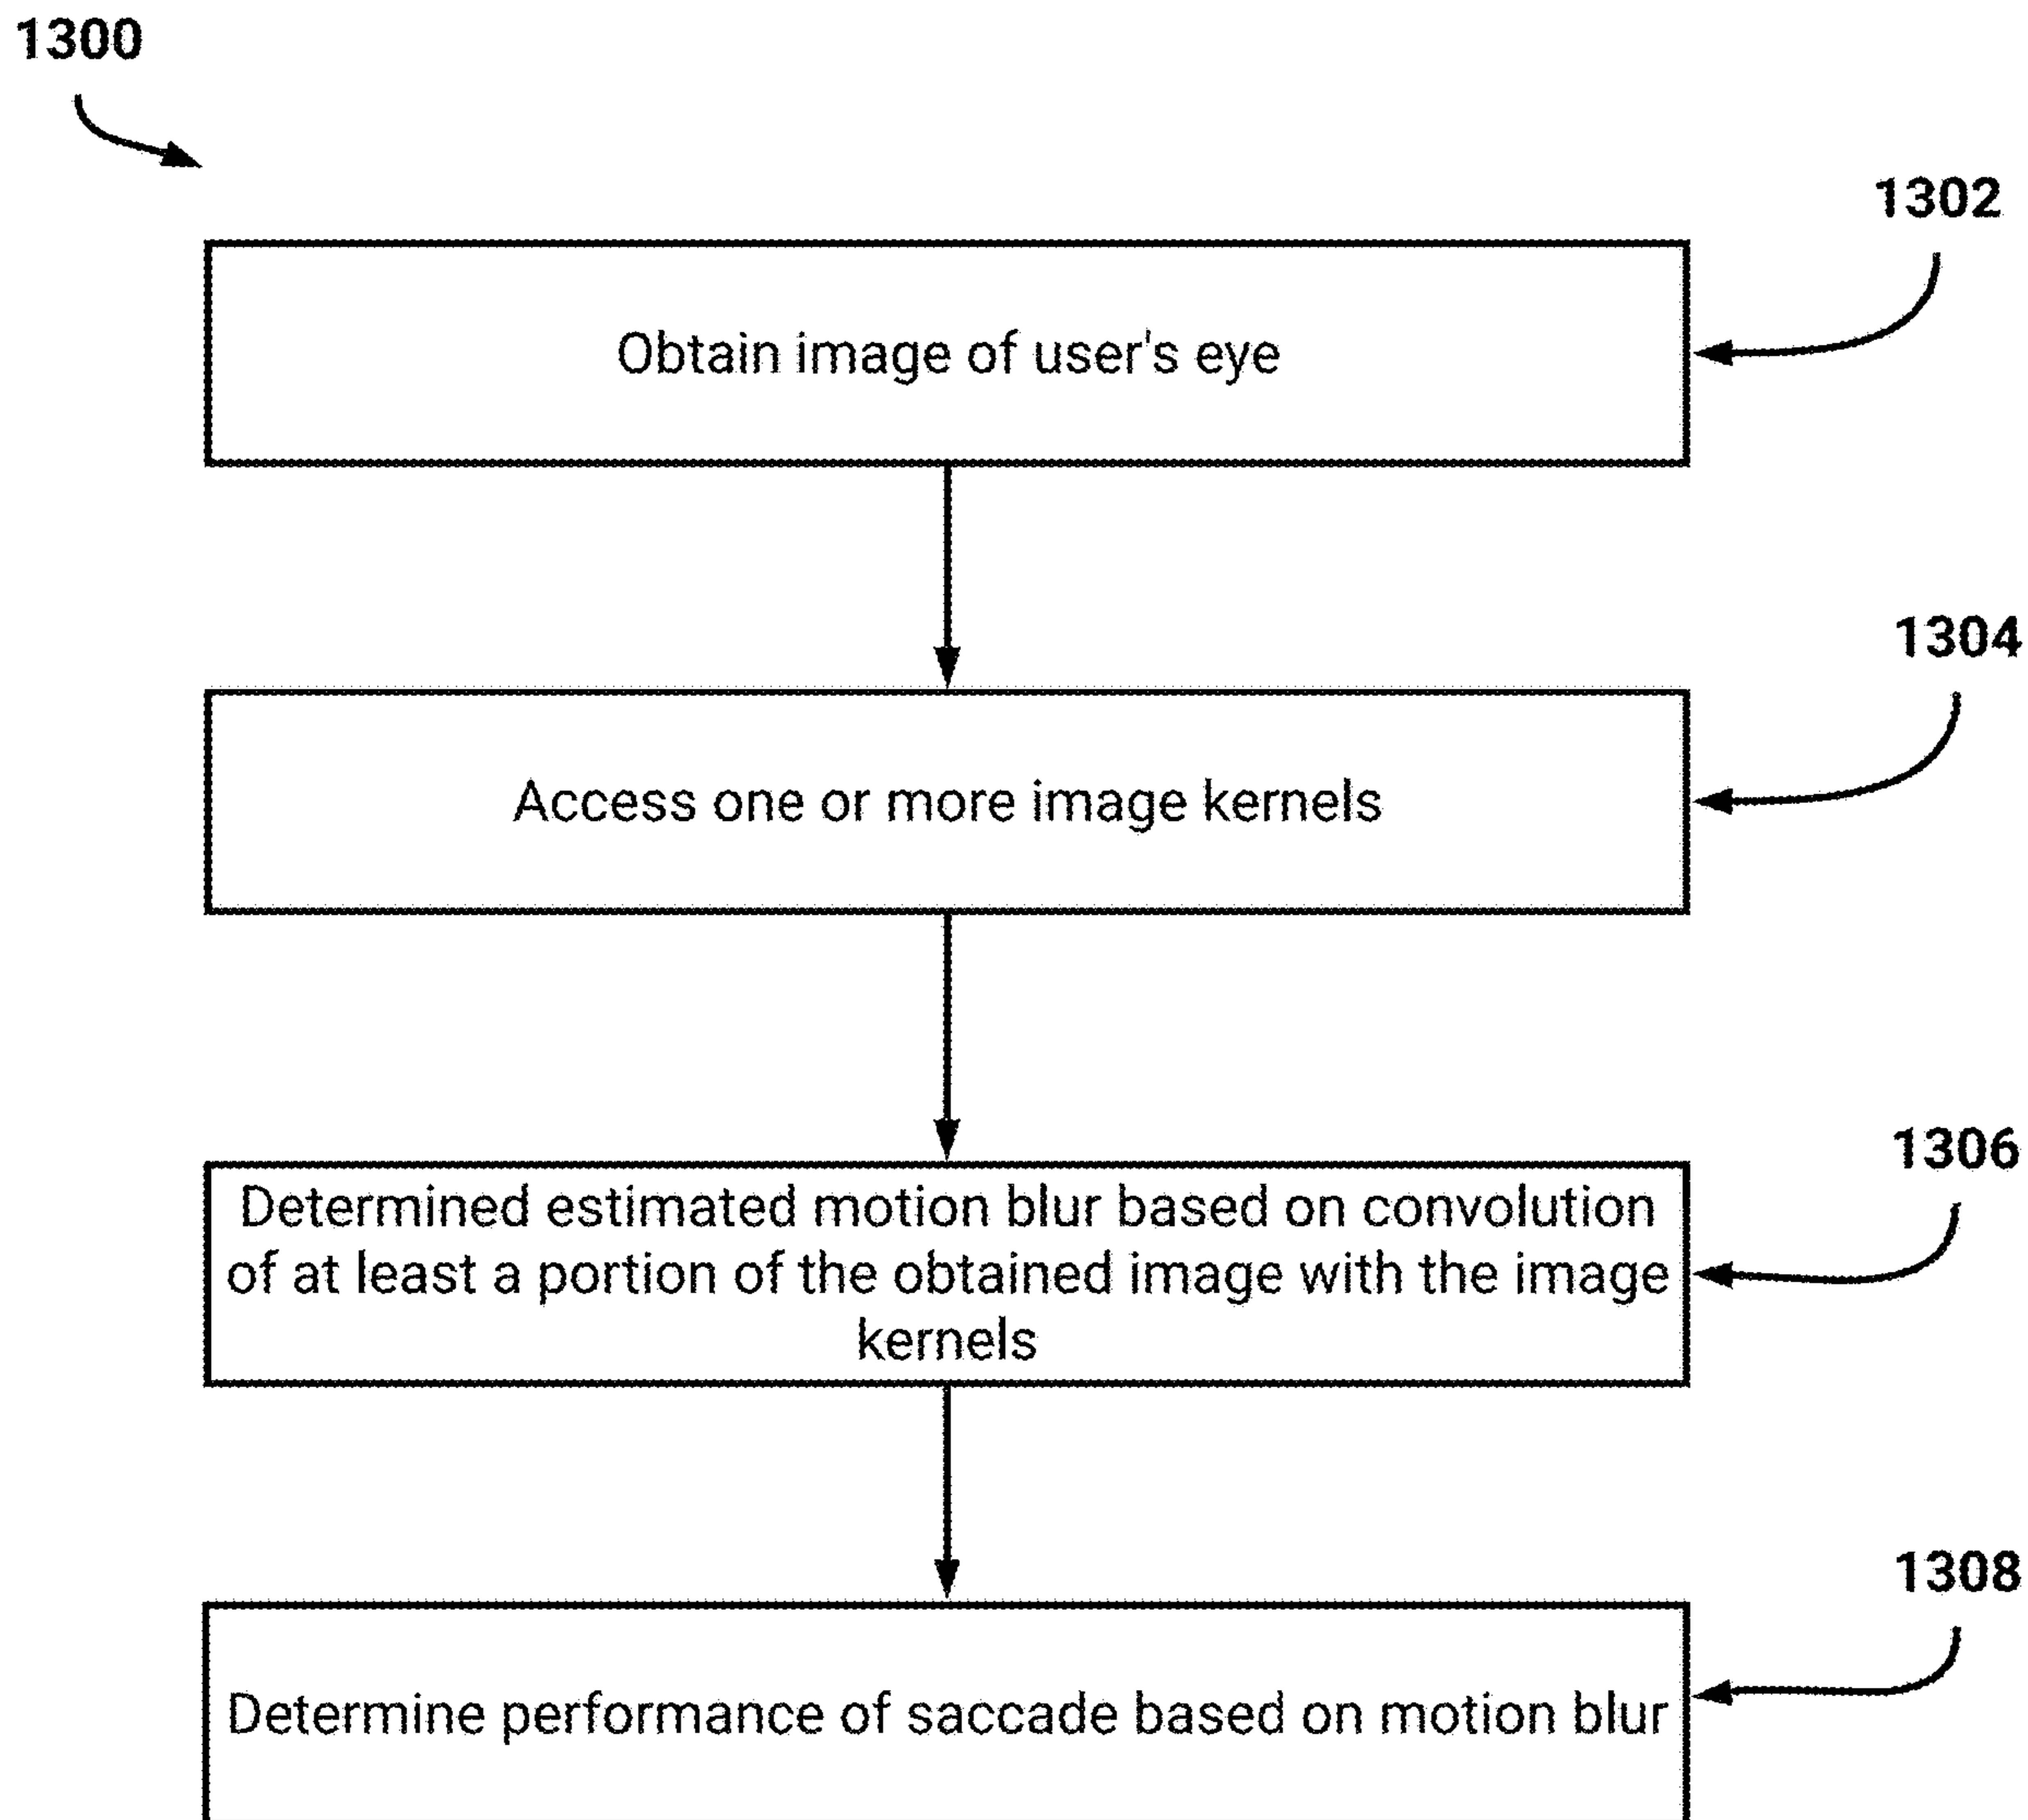 1300
1302
Obtain image of user's eye
1304
Access one or more image kernels
1306
Determined estimated motion blur based on convolution
of at least a portion of the obtained image with the image
kernels
1308
Determine performance of saccade based on motion blur